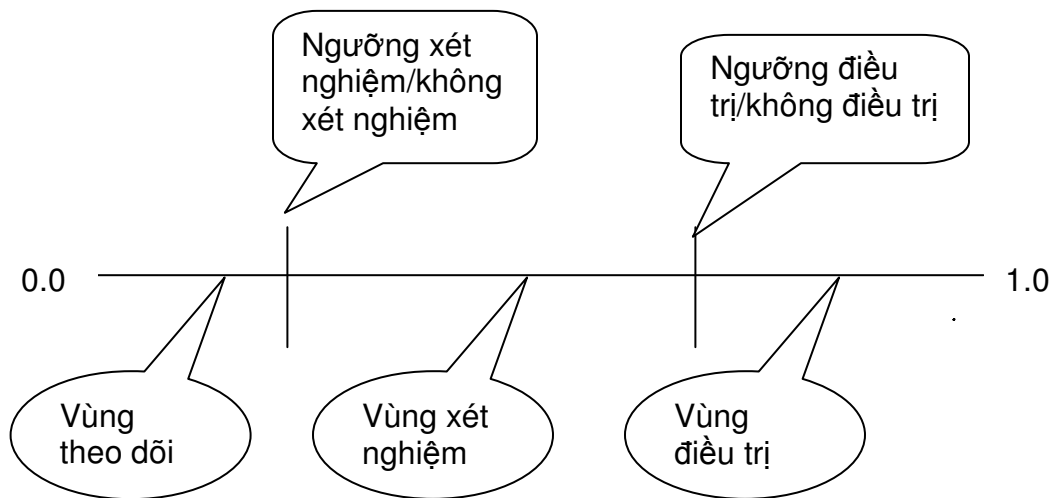 Ngưỡng xét
nghiệm/không
xét nghiệm
Ngưỡng điều
trị/không điều trị
0.0
1.0
Vùng
theo dõi
Vùng xét
nghiệm
Vùng
điều trị